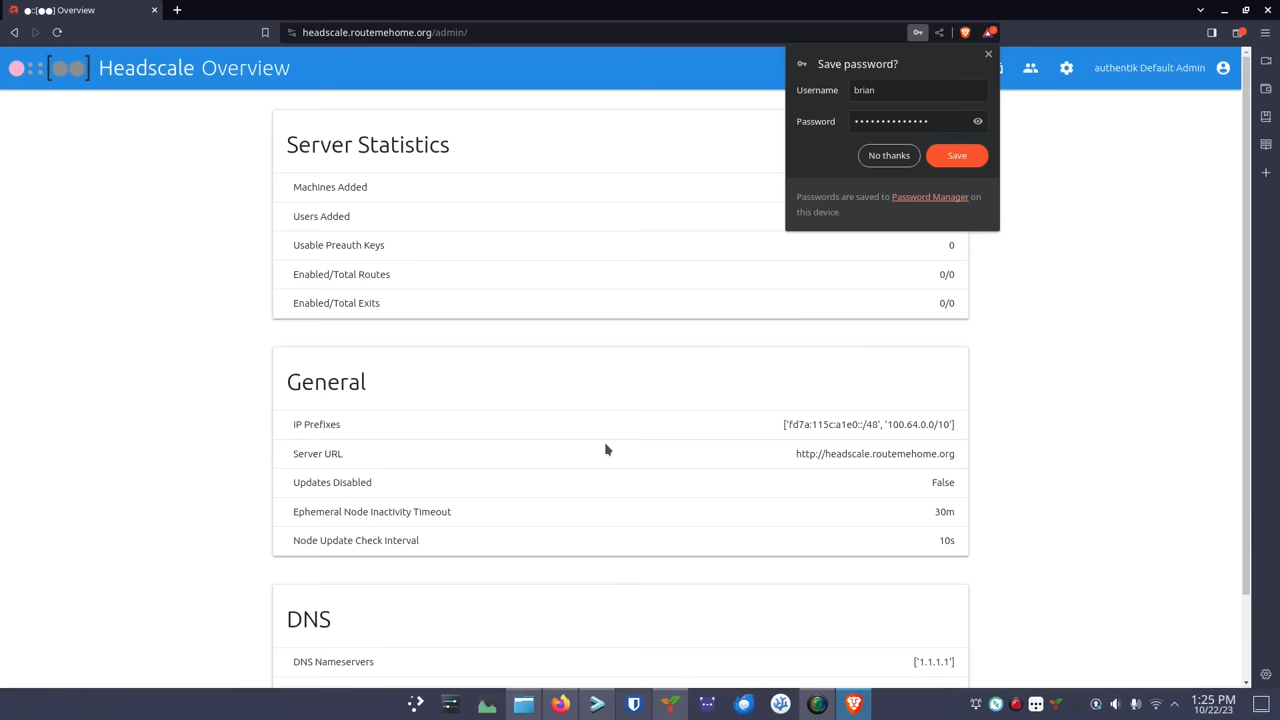 Overview
headscale.routemehome.org/admin/
Headscale Overview
authentik Default Admin
Save password?
Username
brian
Password
No thanks
Save
Passwords are saved to Password Manager on
this device.
Server Statistics
Machines Added
Users Added
Usable Preauth Keys
0
Enabled/Total Routes
0/0
Enabled/Total Exits
0/0
General
IP Prefixes
['fd7a:115c:a1e0::/48', '100.64.0.0/10']
Server URL
http://headscale.routemehome.org
Updates Disabled
False
Ephemeral Node Inactivity Timeout
30m
Node Update Check Interval
10s
DNS
DNS Nameservers
['1.1.1.1']
1:25 PM
10/22/23